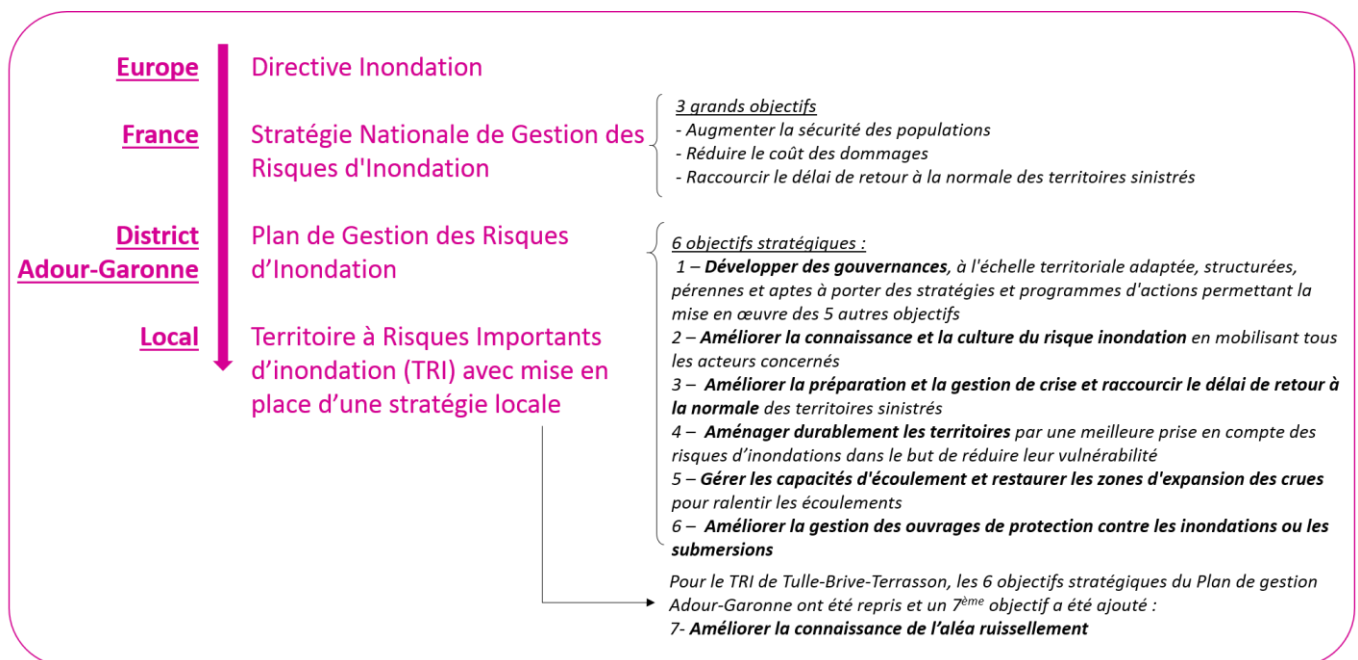 Europe
Directive Inondation
France
Stratégie Nationale de Gestion des
Risques d'Inondation
3 grands objectifs
- Augmenter la sécurité des populations
- Réduire le coût des dommages
- Raccourcir le délai de retour à la normale des territoires sinistrés
District
Adour-Garonne
Plan de Gestion des Risques
d’Inondation
6 objectifs stratégiques :
1 – Développer des gouvernances, à l'échelle territoriale adaptée, structurées,
pérennes et aptes à porter des stratégies et programmes d'actions permettant la
mise en œuvre des 5 autres objectifs
2 – Améliorer la connaissance et la culture du risque inondation en mobilisant tous
les acteurs concernés
3 – Améliorer la préparation et la gestion de crise et raccourcir le délai de retour à
la normale des territoires sinistrés
4 – Aménager durablement les territoires par une meilleure prise en compte des
risques d’inondations dans le but de réduire leur vulnérabilité
5 – Gérer les capacités d'écoulement et restaurer les zones d'expansion des crues
pour ralentir les écoulements
6 – Améliorer la gestion des ouvrages de protection contre les inondations ou les
submersions
Local
Territoire à Risques Importants
d’inondation (TRI) avec mise en
place d’une stratégie locale
Pour le TRI de Tulle-Brive-Terrasson, les 6 objectifs stratégiques du Plan de gestion
Adour-Garonne ont été repris et un 7ème objectif a été ajouté :
7- Améliorer la connaissance de l’aléa ruissellement